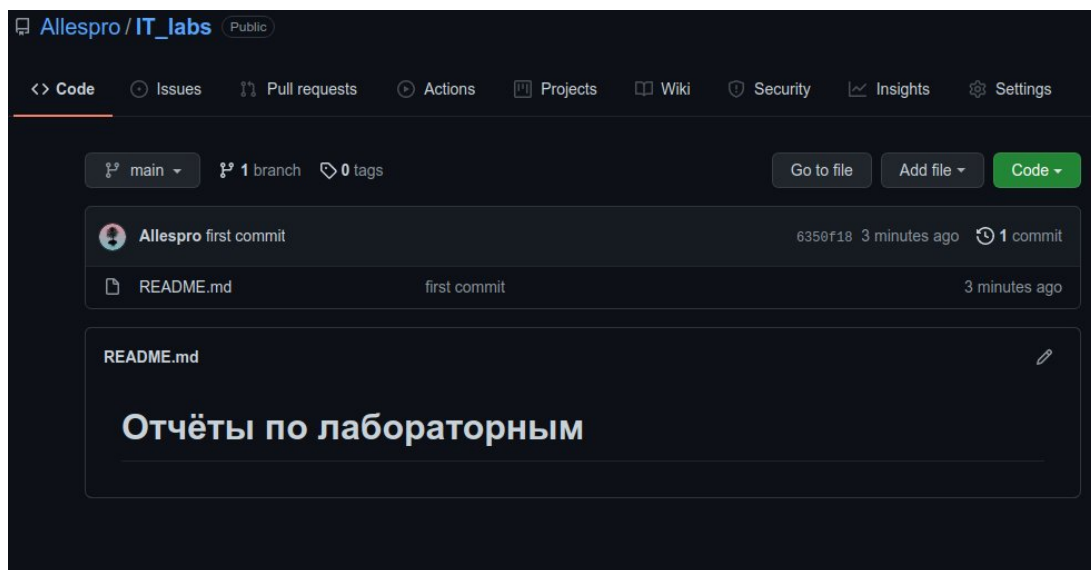 Allespro / IT_labs Public
<> Code Issues Pull requests Actions Projects Wiki Security Insights Settings
main 1 branch 0 tags Go to file Add file Code
Allespro first commit 6350f18 3 minutes ago 1 commit
README.md first commit 3 minutes ago
README.md
Отчёты по лабораторным